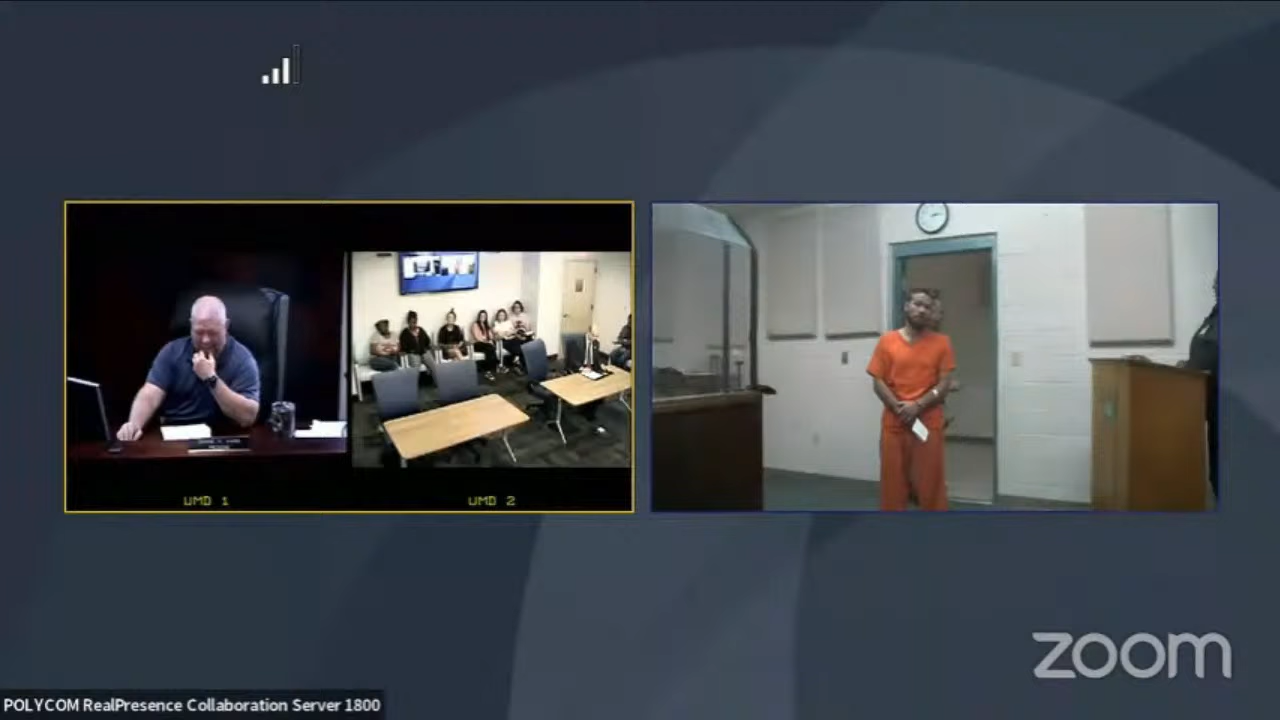 UMD 1
UMD 2
zoom
POLYCOM RealPresence Collaboration Server 1800